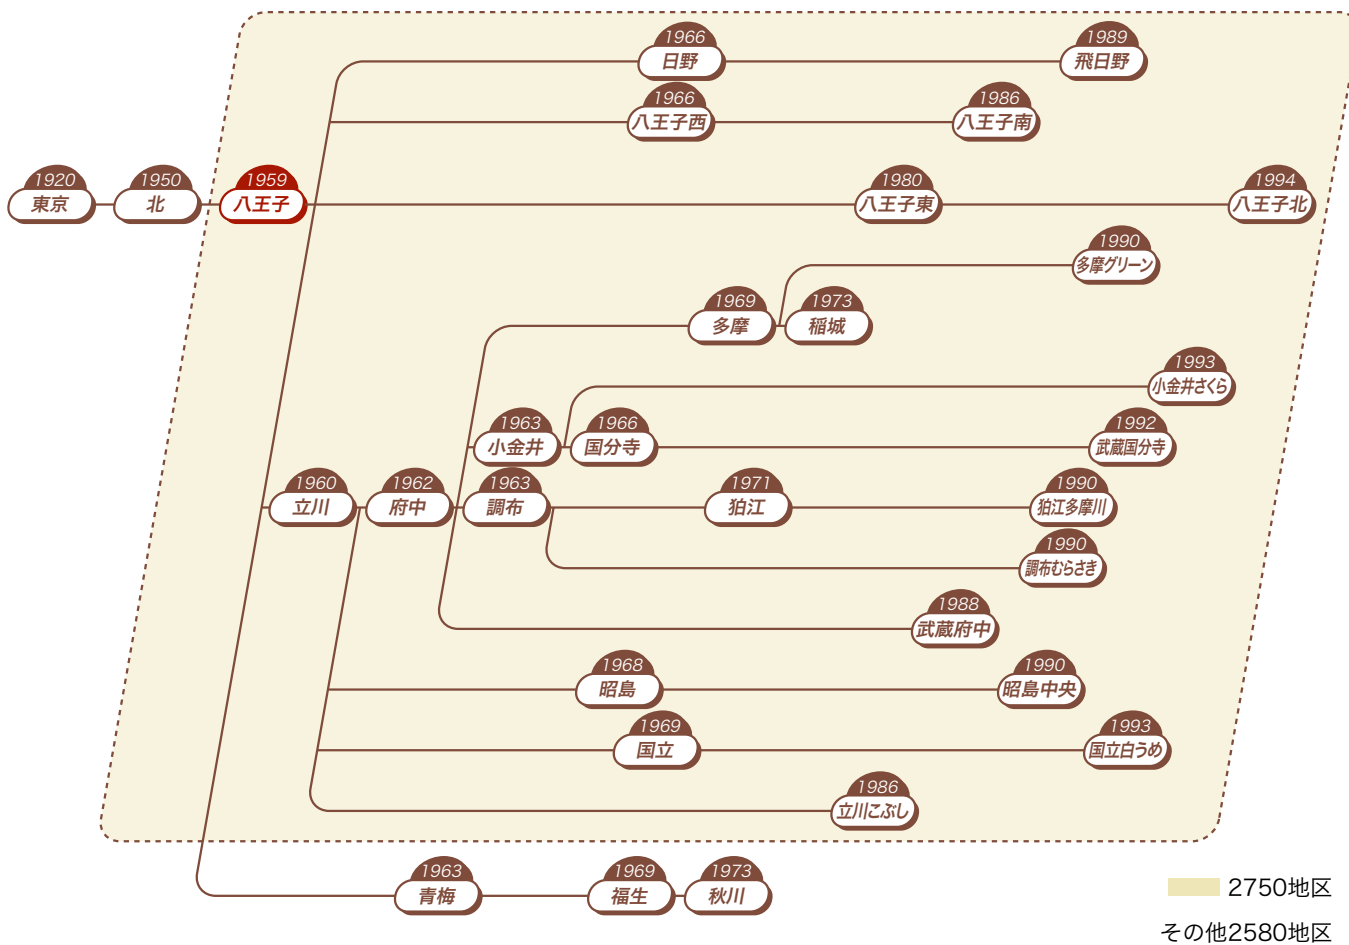 1966
日野
1989
飛日野
1966
八王子西
1986
八王子南
1920
東京
1950
北
1959
八王子
1980
八王子東
1994
八王子北
1990
多摩グリーン
1969
多摩
1973
稲城
1993
小金井さくら
1963
小金井
1966
国分寺
1992
武蔵国分寺
1960
立川
1962
府中
1963
調布
1971
狛江
1990
狛江多摩川
1990
調布むらさき
1988
武蔵府中
1968
昭島
1990
昭島中央
1969
国立
1993
国立白うめ
1986
立川こぶし
1963
青梅
1969
福生
1973
秋川
2750地区
その他2580地区